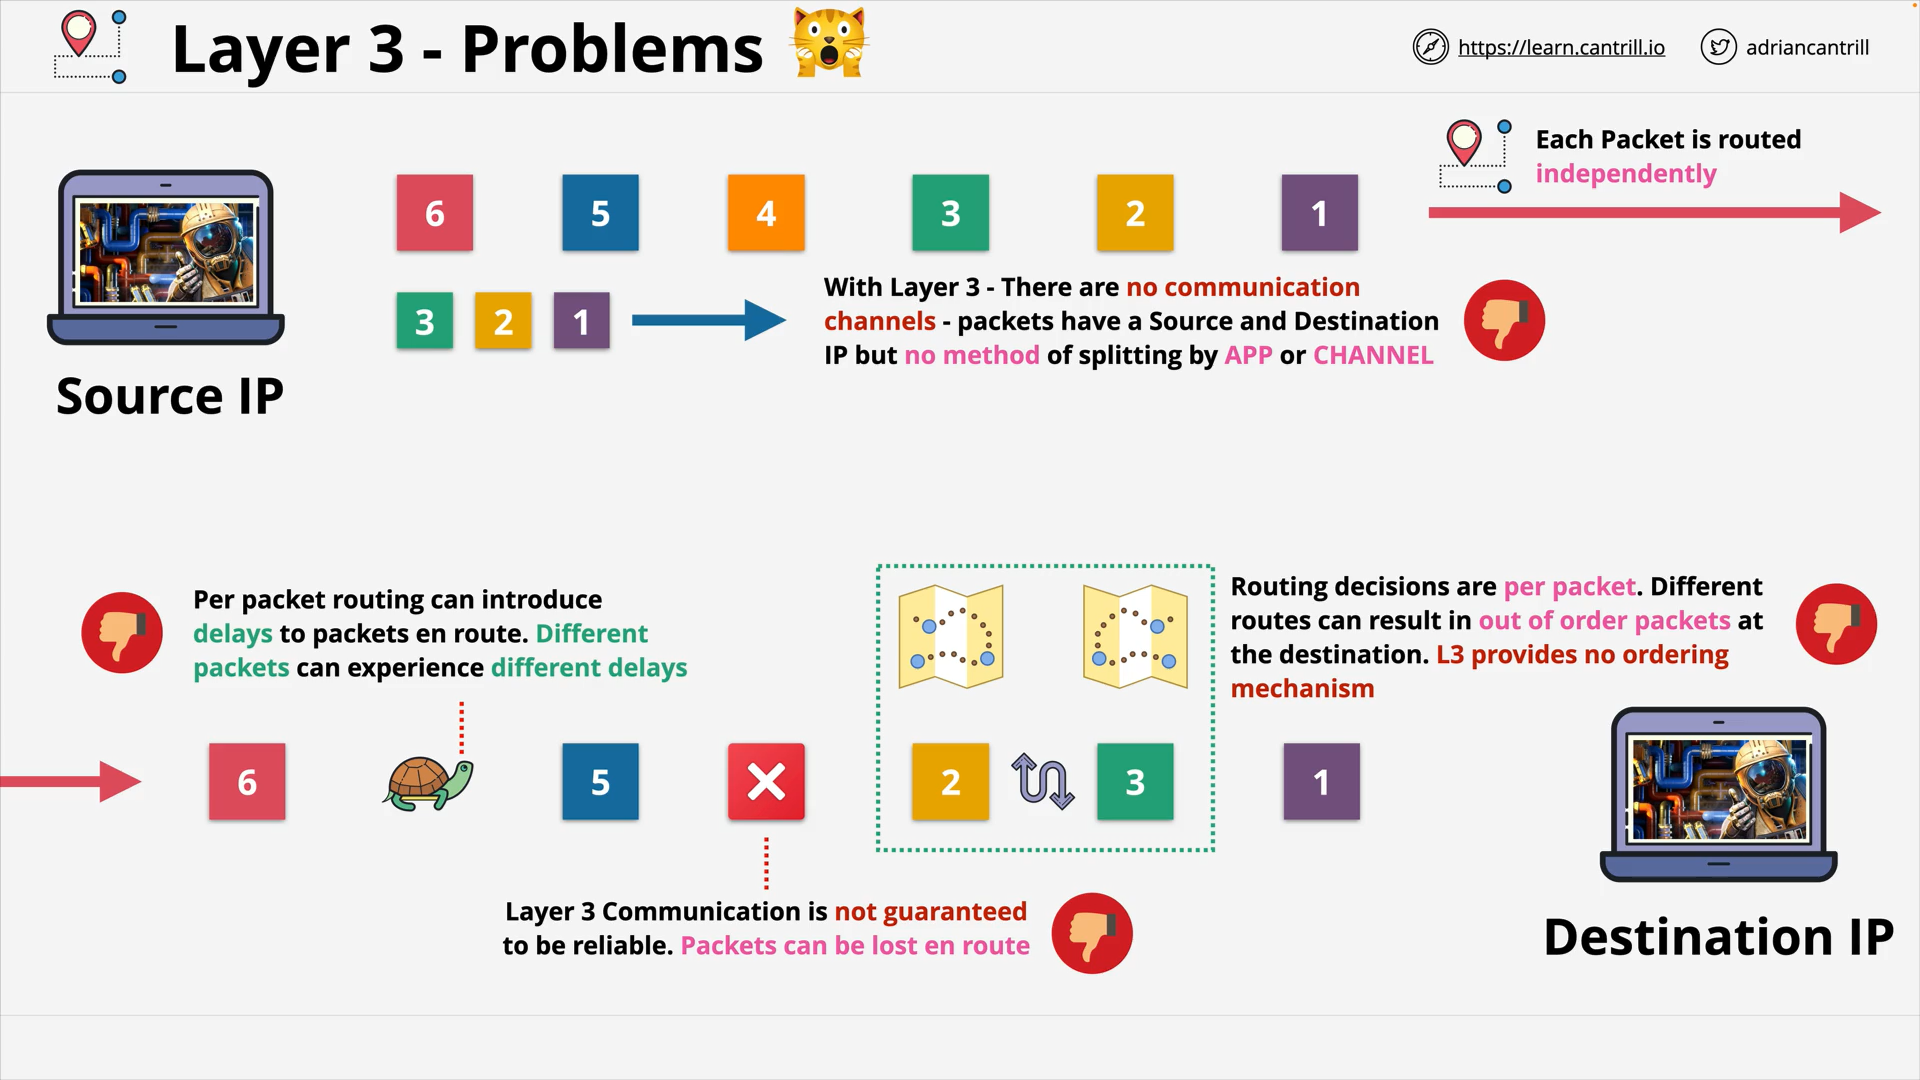 Layer 3 - Problems
https://learn.cantrill.io
adriancantrill
Each Packet is routed
independently
6 5 4 3 2 1
3 2 1
With Layer 3 - There are no communication
channels - packets have a Source and Destination
IP but no method of splitting by APP or CHANNEL
Source IP
Per packet routing can introduce
delays to packets en route. Different
packets can experience different delays
Routing decisions are per packet. Different
routes can result in out of order packets at
the destination. L3 provides no ordering
mechanism
6 5 2 3 1
Layer 3 Communication is not guaranteed
to be reliable. Packets can be lost en route
Destination IP